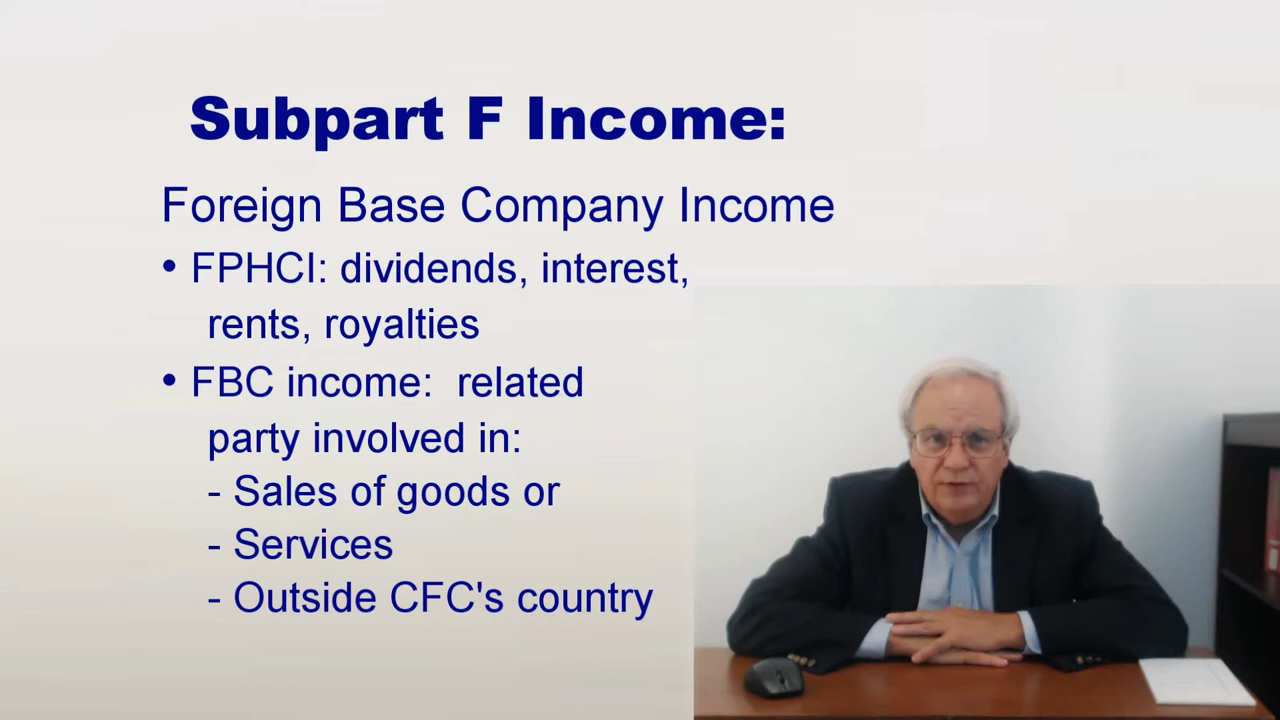 Subpart F Income:
Foreign Base Company Income
• FPHCI: dividends, interest,
rents, royalties
• FBC income:  related
party involved in:
- Sales of goods or
- Services
- Outside CFC's country